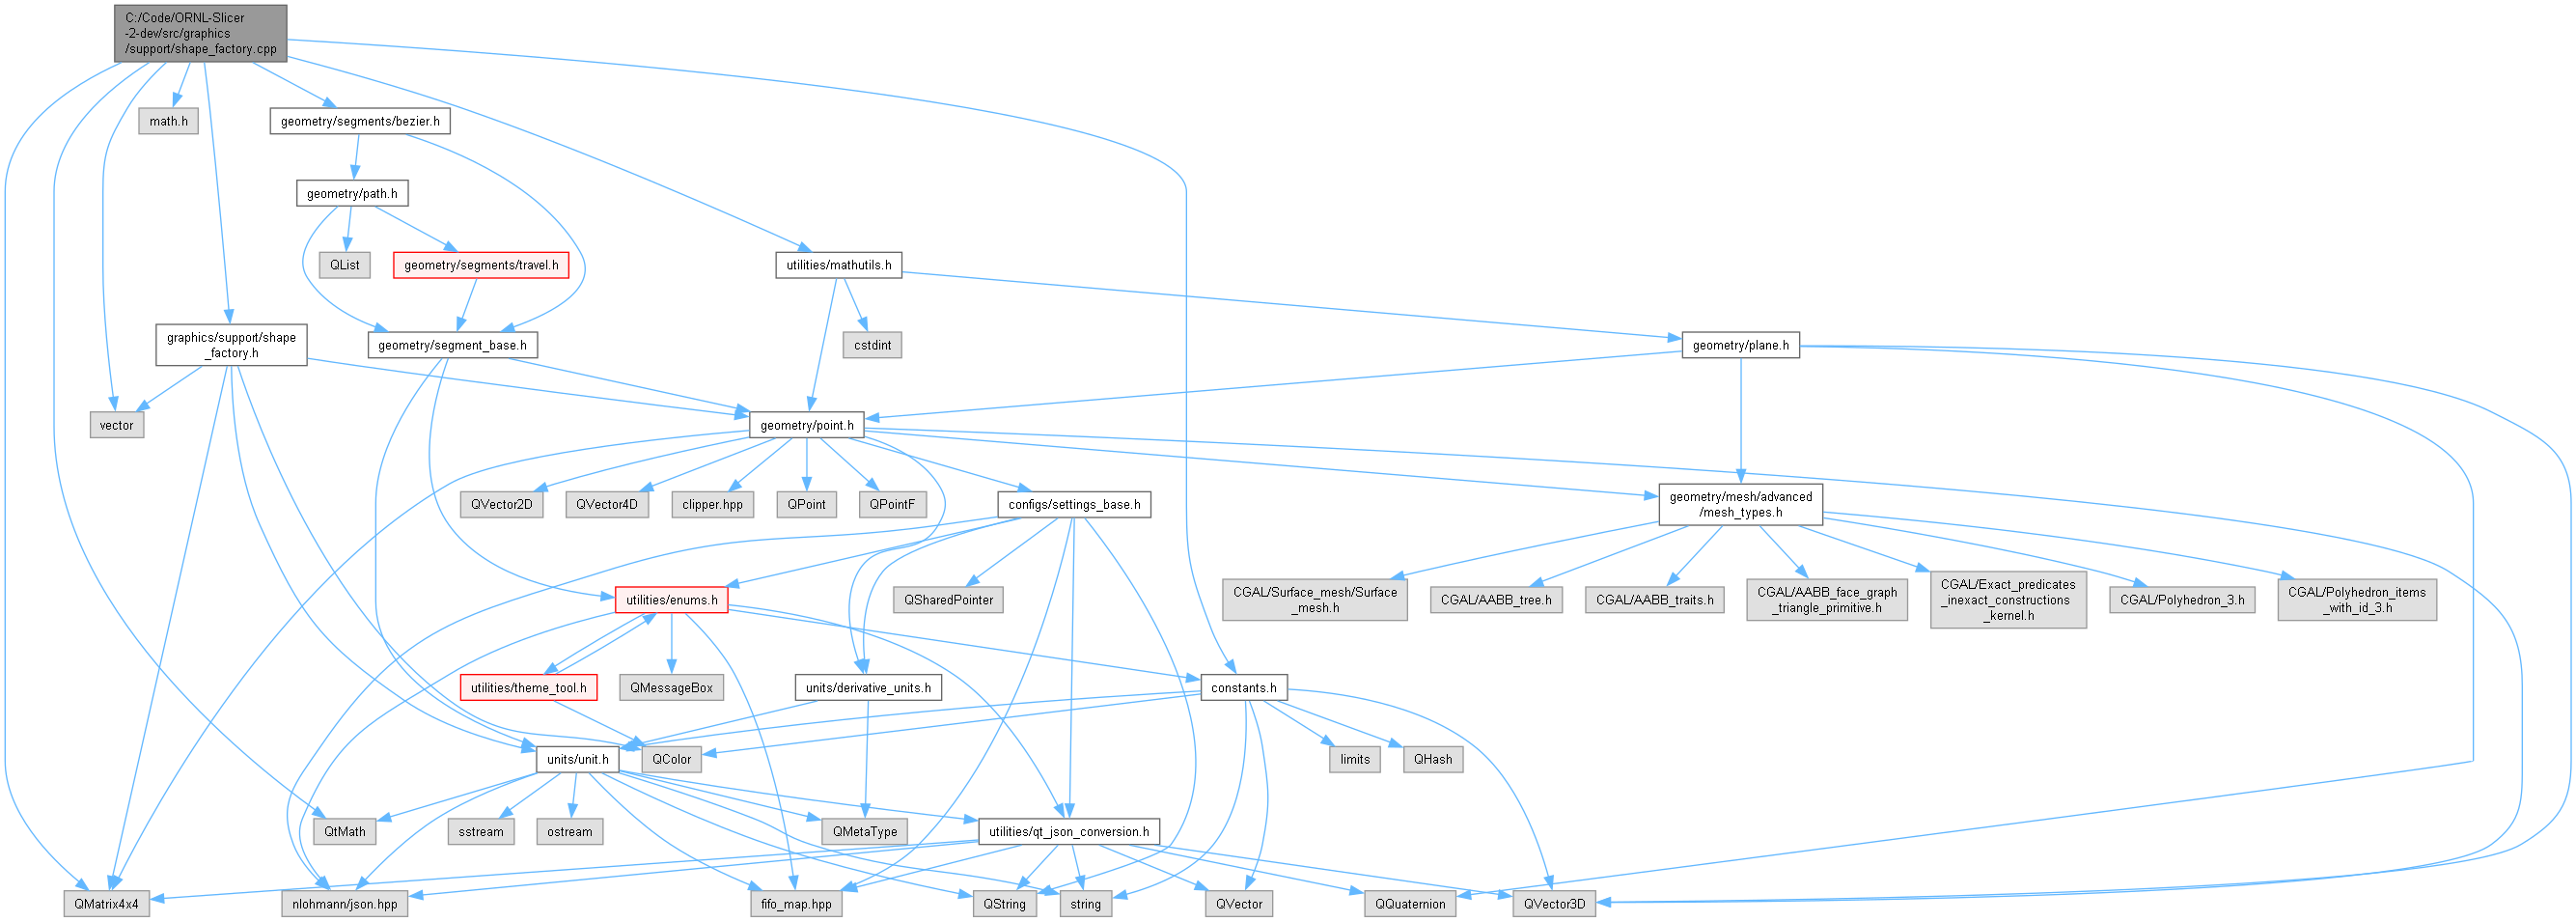 C:/Code/ORNL-Slicer
-2-dev/src/graphics
/support/shape_factory.cpp
math.h
geometry/segments/bezier.h
geometry/path.h
QList
geometry/segments/travel.h
utilities/mathutils.h
graphics/support/shape
_factory.h
geometry/segment_base.h
cstdint
geometry/plane.h
vector
geometry/point.h
QVector2D
QVector4D
clipper.hpp
QPoint
QPointF
configs/settings_base.h
geometry/mesh/advanced
/mesh_types.h
utilities/enums.h
QSharedPointer
CGAL/Surface_mesh/Surface
_mesh.h
CGAL/AABB_tree.h
CGAL/AABB_traits.h
CGAL/AABB_face_graph
_triangle_primitive.h
CGAL/Exact_predicates
_inexact_constructions
_kernel.h
CGAL/Polyhedron_3.h
CGAL/Polyhedron_items
_with_id_3.h
utilities/theme_tool.h
QMessageBox
units/derivative_units.h
constants.h
units/unit.h
QColor
limits
QHash
QtMath
sstream
ostream
QMetaType
utilities/qt_json_conversion.h
QMatrix4x4
nlohmann/json.hpp
fifo_map.hpp
QString
string
QVector
QQuaternion
QVector3D